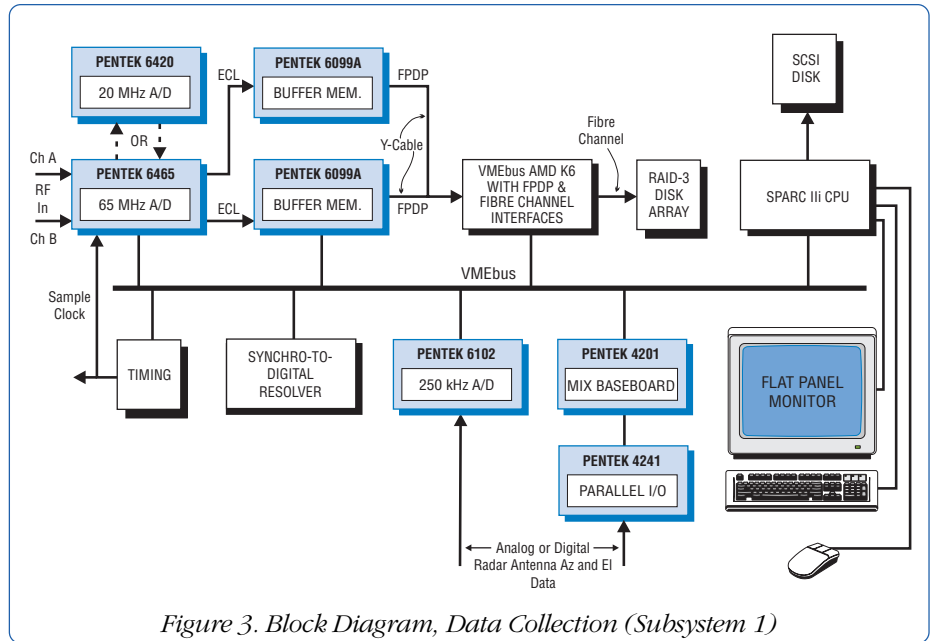 PENTEK 6420
20 MHz A/D
ECL
PENTEK 6099A
BUFFER MEM.
FPDP
SCSI
DISK
OR
Ch A
RF
In
Ch B
PENTEK 6465
65 MHz A/D
ECL
PENTEK 6099A
BUFFER MEM.
Y-Cable
FPDP
VMEbus AMD K6
WITH FPDP &
FIBRE CHANNEL
INTERFACES
Fibre
Channel
RAID-3
DISK
ARRAY
SPARC IIi CPU
VMEbus
Sample
Clock
TIMING
SYNCHRO-TO-
DIGITAL
RESOLVER
PENTEK 6102
250 kHz A/D
PENTEK 4201
MIX BASEBOARD
PENTEK 4241
PARALLEL I/O
FLAT PANEL
MONITOR
Analog or Digital
Radar Antenna Az and El
Data
Figure 3. Block Diagram, Data Collection (Subsystem 1)